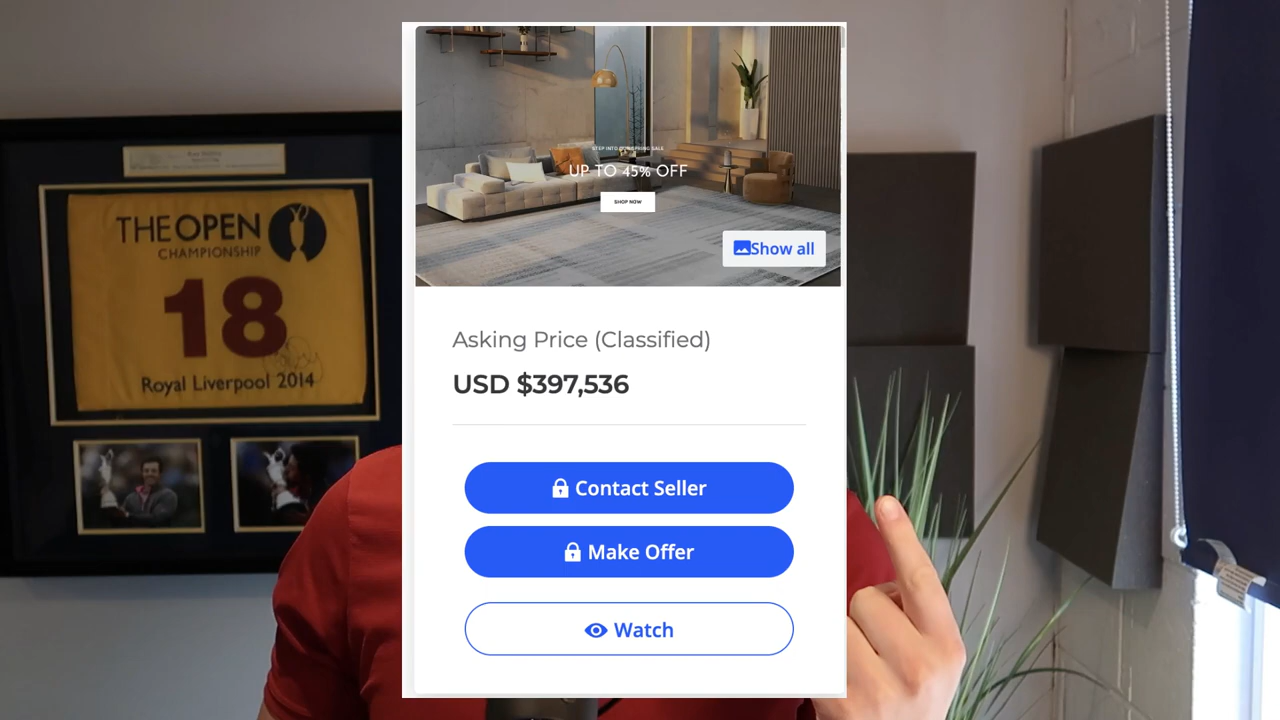 THE OPEN
CHAMPIONSHIP
18
Royal Liverpool 2014
UP TO 45% OFF
SHOP NOW
Show all
Asking Price (Classified)
USD $397,536
Contact Seller
Make Offer
Watch